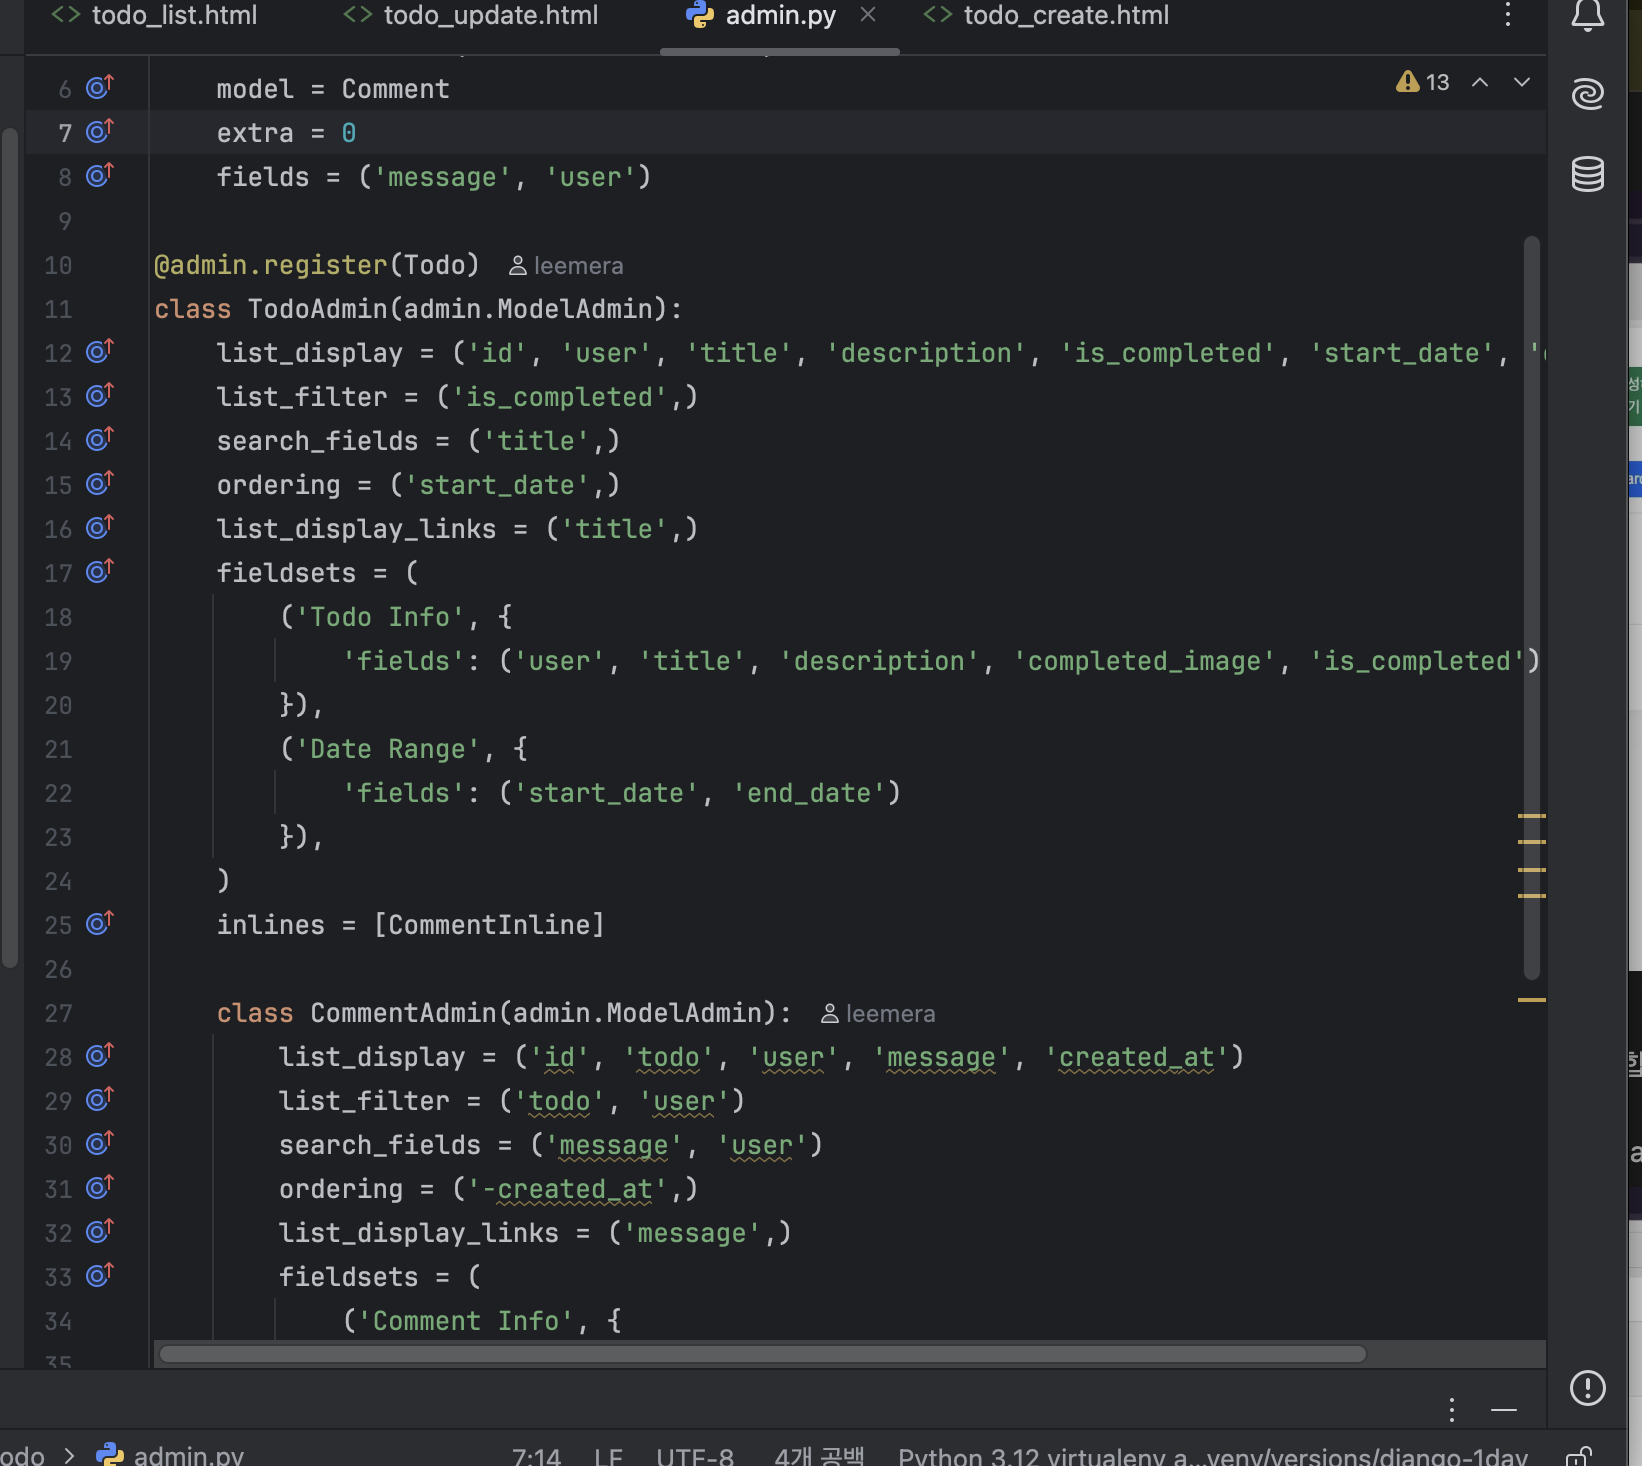 todo_list.html todo_update.html admin.py todo_create.html
13
6 model = Comment
7 extra = 0
8 fields = ('message', 'user')
9
10 @admin.register(Todo) leemera
11 class TodoAdmin(admin.ModelAdmin):
12 list_display = ('id', 'user', 'title', 'description', 'is_completed', 'start_date', '
13 list_filter = ('is_completed',)
14 search_fields = ('title',)
15 ordering = ('start_date',)
16 list_display_links = ('title',)
17 fieldsets = (
18 ('Todo Info', {
19 'fields': ('user', 'title', 'description', 'completed_image', 'is_completed')
20 }),
21 ('Date Range', {
22 'fields': ('start_date', 'end_date')
23 }),
24 )
25 inlines = [CommentInline]
26
27 class CommentAdmin(admin.ModelAdmin): leemera
28 list_display = ('id', 'todo', 'user', 'message', 'created_at')
29 list_filter = ('todo', 'user')
30 search_fields = ('message', 'user')
31 ordering = ('-created_at',)
32 list_display_links = ('message',)
33 fieldsets = (
34 ('Comment Info', {
35
odo > admin.py 7:14 LF UTF-8 4개 공백 Python 3.12 virtualenv a...venv/versions/django-1day